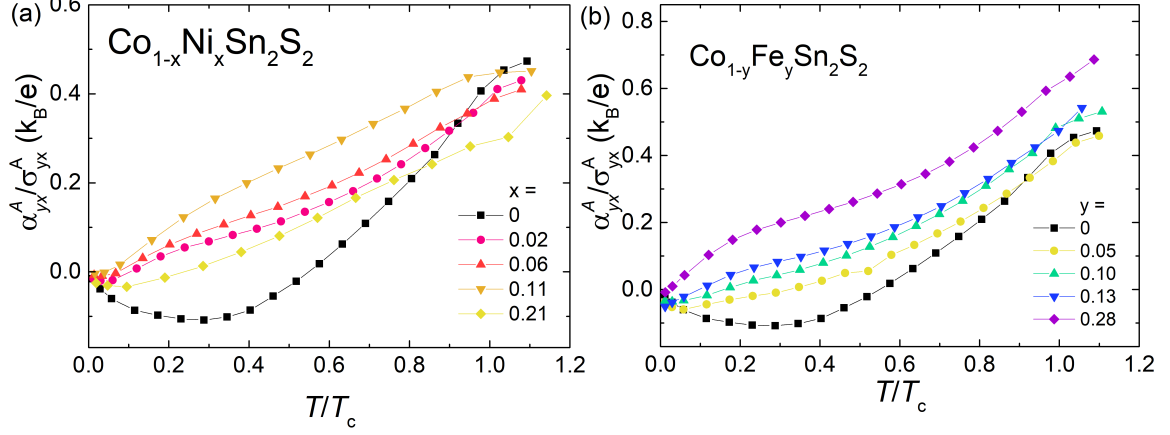 (a)
Co1-xNixSn2S2
αAyx/σAyx (kB/e)
0.4
0.2
0.0
x =
0
0.02
0.06
0.11
0.21
0.0 0.2 0.4 0.6 0.8 1.0 1.2
T/Tc
(b)
Co1-yFeySn2S2
αAyx/σAyx (kB/e)
0.8
0.6
0.4
0.2
0.0
y =
0
0.05
0.10
0.13
0.28
0.0 0.2 0.4 0.6 0.8 1.0 1.2
T/Tc